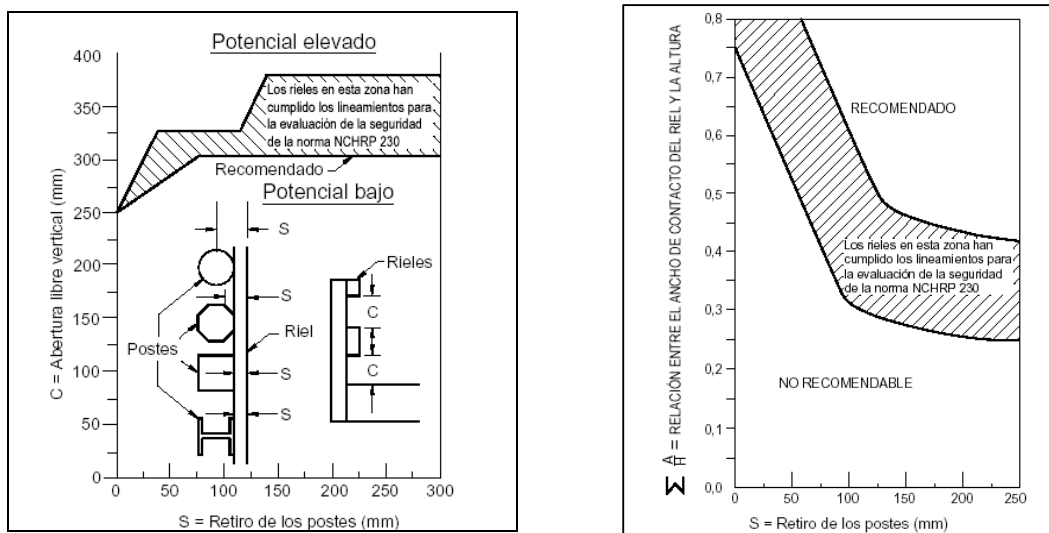 Potencial elevado
400
350
300
250
200
150
100
50
0
C = Abertura libre vertical (mm)
Los rieles en esta zona han
cumplido los lineamientos para
la evaluación de la seguridad
de la norma NCHRP 230
Recomendado
Potencial bajo
S
Rieles
S
C
Riel
Postes
S
C
S
0 50 100 150 200 250 300
S = Retiro de los postes (mm)
0,8
0,7
0,6
0,5
0,4
0,3
0,2
0,1
0,0
Σ A/H = RELACIÓN ENTRE EL ANCHO DE CONTACTO DEL RIEL Y LA ALTURA
RECOMENDADO
Los rieles en esta zona han
cumplido los lineamientos para
la evaluación de la seguridad
de la norma NCHRP 230
NO RECOMENDABLE
0 50 100 150 200 250
S = Retiro de los postes (mm)